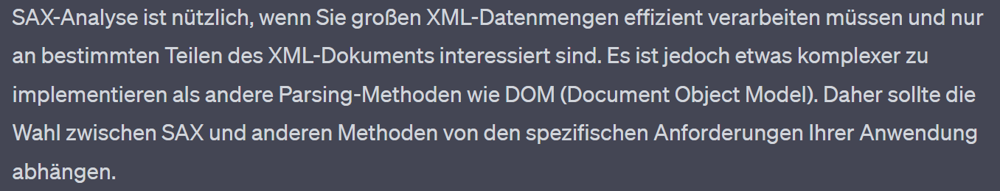 SAX-Analyse ist nützlich, wenn Sie großen XML-Datenmengen effizient verarbeiten müssen und nur
an bestimmten Teilen des XML-Dokuments interessiert sind. Es ist jedoch etwas komplexer zu
implementieren als andere Parsing-Methoden wie DOM (Document Object Model). Daher sollte die
Wahl zwischen SAX und anderen Methoden von den spezifischen Anforderungen Ihrer Anwendung
abhängen.